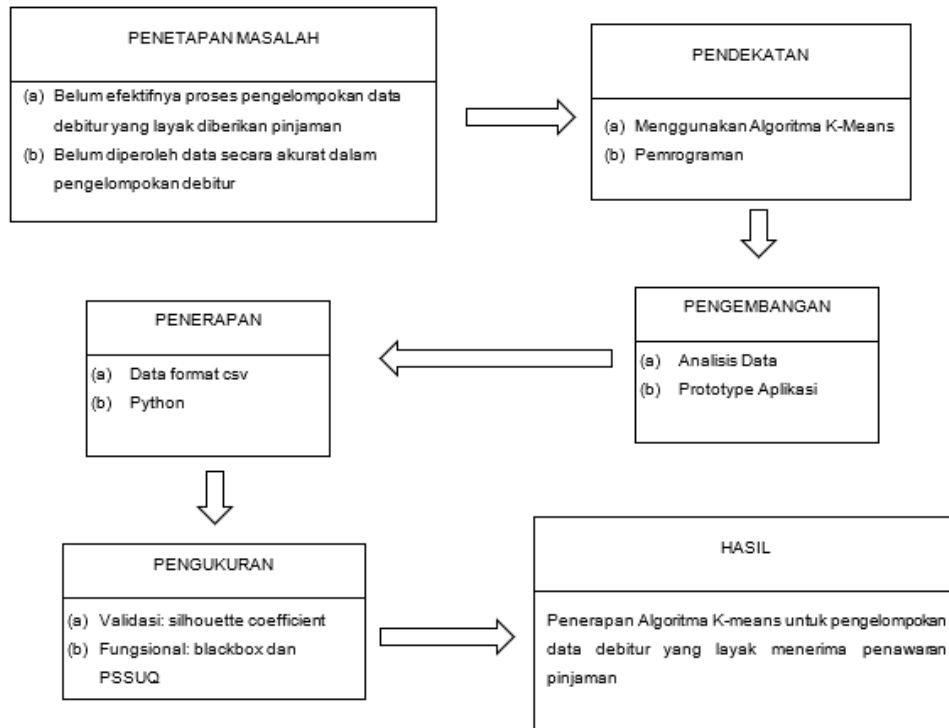 PENETAPAN MASALAH
(a) Belum efektifnya proses pengelompokan data
debitur yang layak diberikan pinjaman
(b) Belum diperoleh data secara akurat dalam
pengelompokan debitur
PENDEKATAN
(a) Menggunakan Algoritma K-Means
(b) Pemrograman
PENGEMBANGAN
(a) Analisis Data
(b) Prototype Aplikasi
PENERAPAN
(a) Data format csv
(b) Python
PENGUKURAN
(a) Validasi: silhouette coefficient
(b) Fungsional: blackbox dan
PSSUQ
HASIL
Penerapan Algoritma K-means untuk pengelompokan
data debitur yang layak menerima penawaran
pinjaman